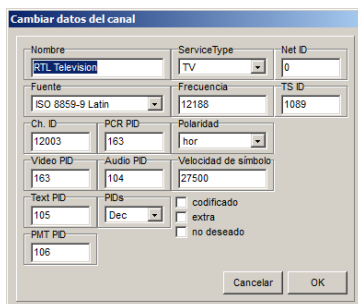 Cambiar datos del canal
Nombre ServiceType Net ID
RTL Television TV 0
Fuente Frecuencia TS ID
ISO 8859-9 Latin 12188 1089
Ch. ID PCR PID Polaridad
12003 163 hor
Video PID Audio PID Velocidad de símbolo
163 104 27500
Text PID PIDs codificado
105 Dec extra
PMT PID no deseado
106
Cancelar OK